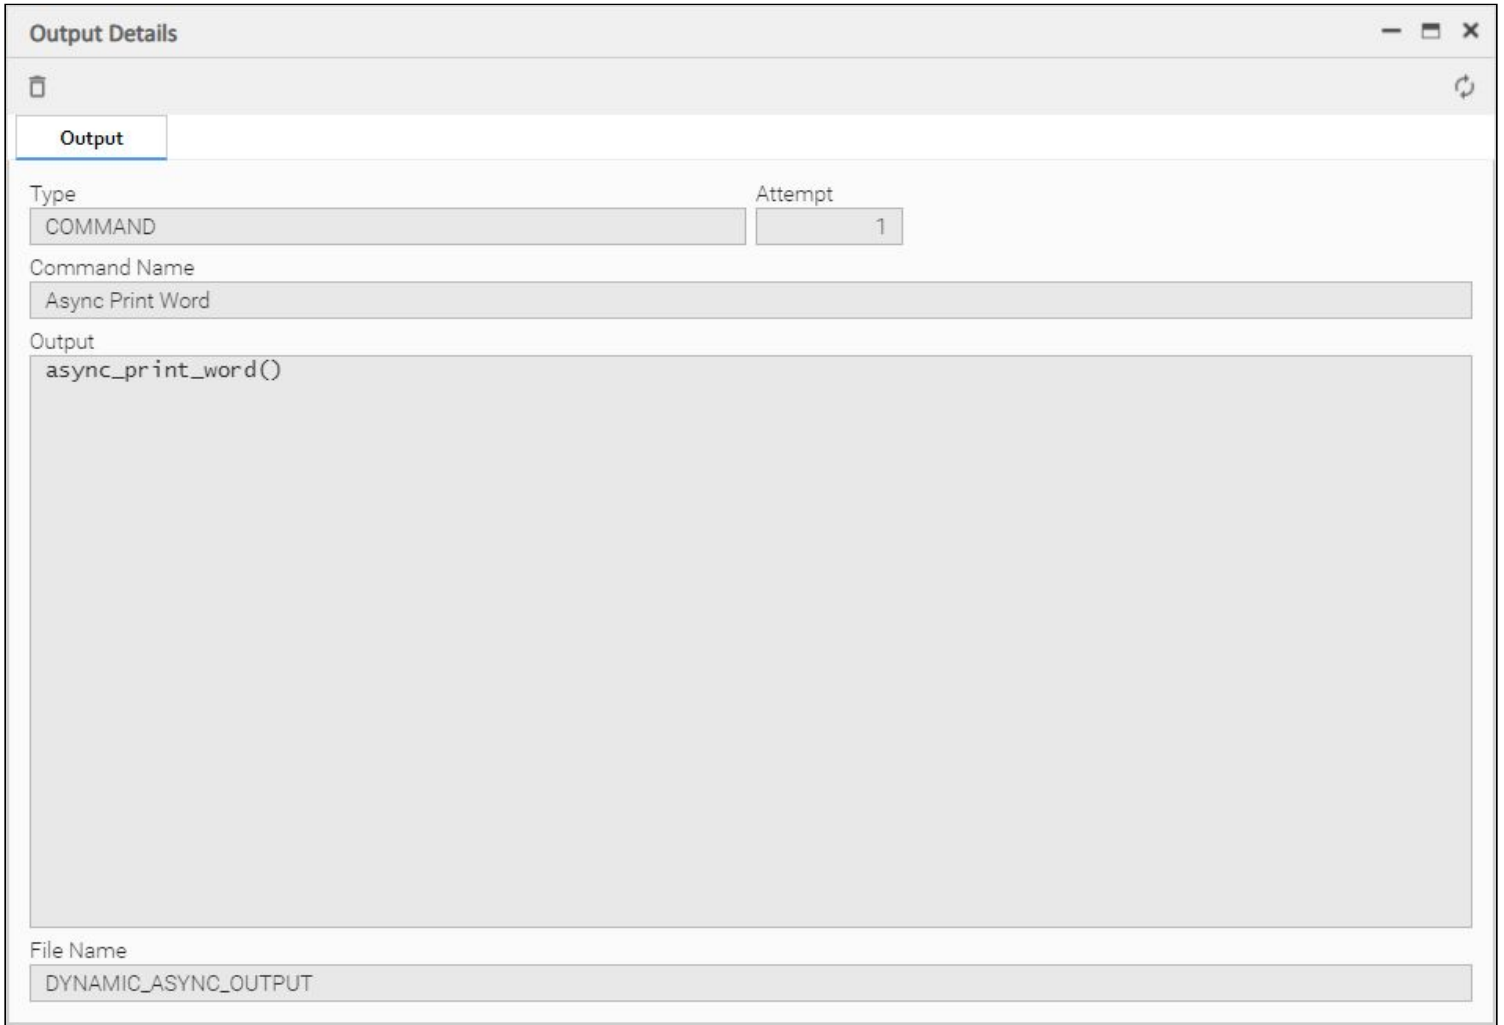 Output Details
Output
Type
Attempt
COMMAND
1
Command Name
Async Print Word
Output
async_print_word()
File Name
DYNAMIC_ASYNC_OUTPUT